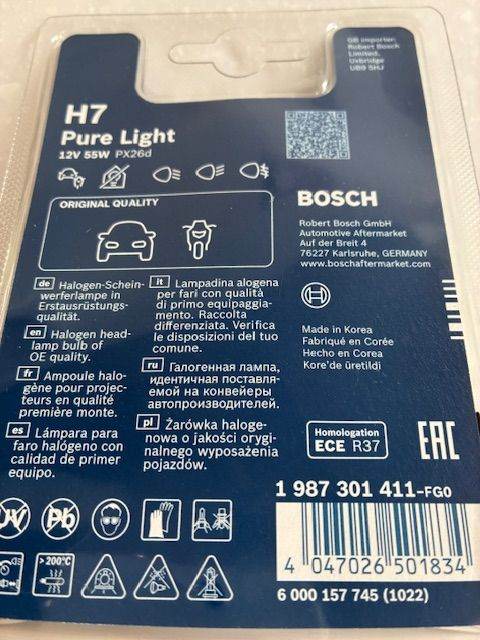 GB importer:
Robert Bosch
Limited,
Uxbridge
UB9 5HJ
H7
Pure Light
12V 55W PX26d
ORIGINAL QUALITY
BOSCH
Robert Bosch GmbH
Automotive Aftermarket
Auf der Breit 4
76227 Karlsruhe, GERMANY
www.boschaftermarket.com
de Halogen-Schein-
werferlampe in
Erstausrüstungs-
qualität.
en Halogen head-
lamp bulb of
OE quality.
fr Ampoule halo-
gène pour projec-
teurs en qualité
première monte.
es Lámpara para
faro halógeno con
calidad de primer
equipo.
it Lampadina alogena
per fari con qualità
di primo equipaggia-
mento. Raccolta
differenziata. Verifica
le disposizioni del tuo
comune.
ru Галогенная лампа,
идентичная поставля-
емой на конвейеры
автопроизводителей.
pl Żarówka haloge-
nowa o jakości orygi-
nalnego wyposażenia
pojazdów.
Made in Korea
Fabriqué en Corée
Hecho en Corea
Kore'de üretildi
Homologation
ECE R37
EAC
UV
Pb
>200°C
1 987 301 411-FG0
4 047026 501834
6 000 157 745 (1022)